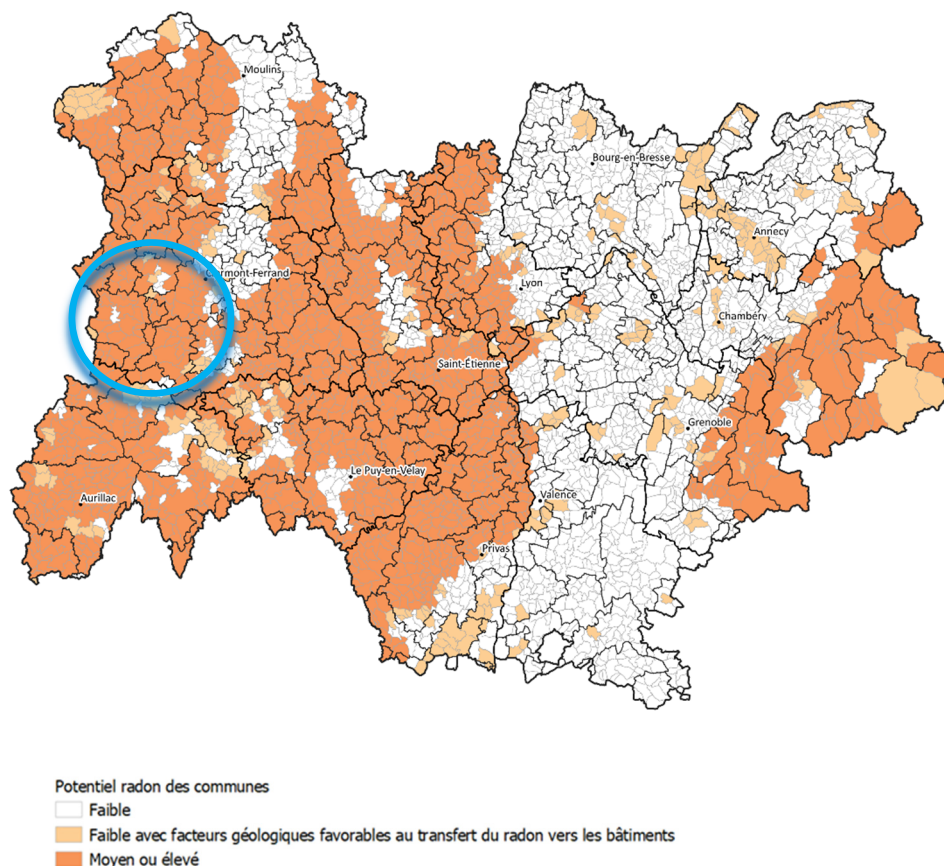 Moulins
Bourg-en-Bresse
Annecy
Clermont-Ferrand
Lyon
Chambéry
Saint-Étienne
Grenoble
Le Puy-en-Velay
Aurillac
Valence
Privas
Potentiel radon des communes
Faible
Faible avec facteurs géologiques favorables au transfert du radon vers les bâtiments
Moyen ou élevé